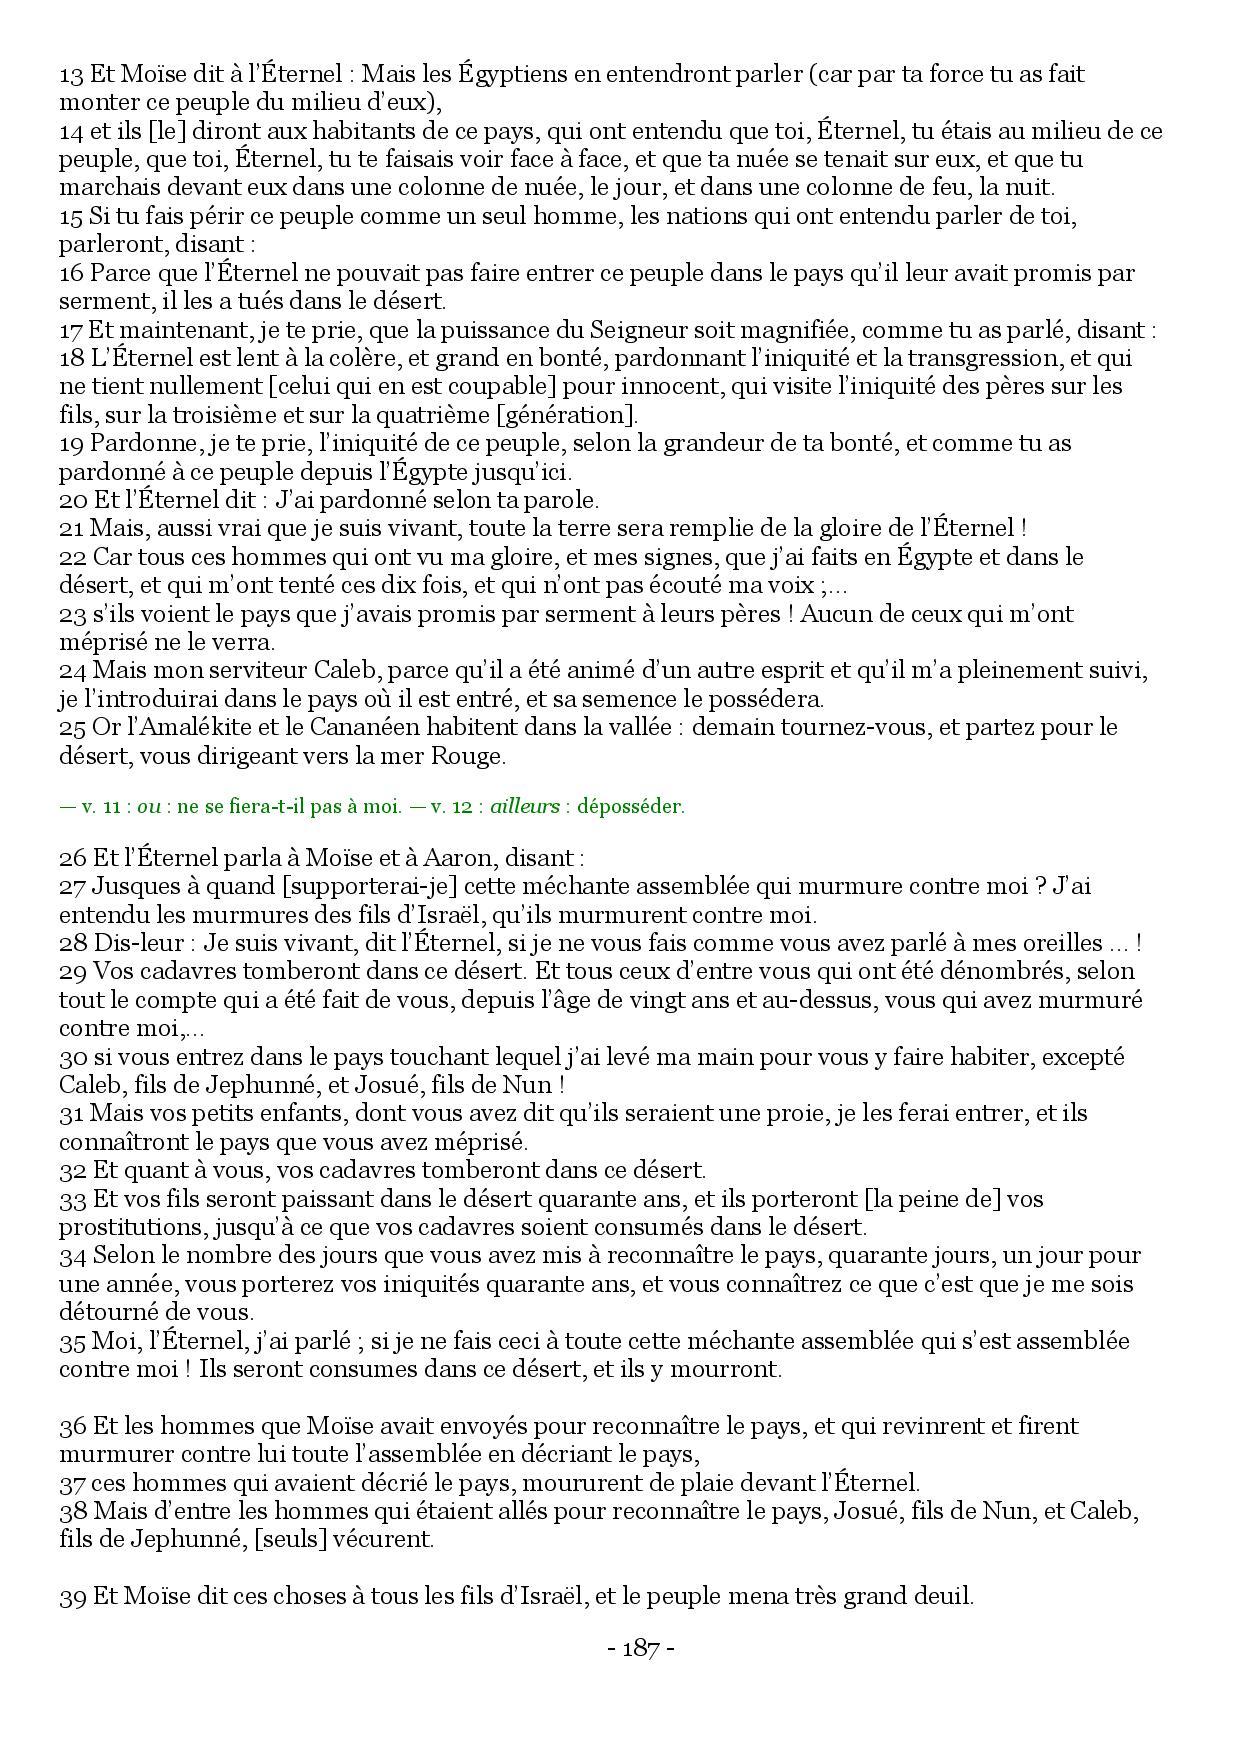 13 Et Moïse dit à l’Éternel : Mais les Égyptiens en entendront parler (car par ta force tu as fait
monter ce peuple du milieu d’eux),
14 et ils [le] diront aux habitants de ce pays, qui ont entendu que toi, Éternel, tu étais au milieu de ce
peuple, que toi, Éternel, tu te faisais voir face à face, et que ta nuée se tenait sur eux, et que tu
marchais devant eux dans une colonne de nuée, le jour, et dans une colonne de feu, la nuit.
15 Si tu fais périr ce peuple comme un seul homme, les nations qui ont entendu parler de toi,
parleront, disant :
16 Parce que l’Éternel ne pouvait pas faire entrer ce peuple dans le pays qu’il leur avait promis par
serment, il les a tués dans le désert.
17 Et maintenant, je te prie, que la puissance du Seigneur soit magnifiée, comme tu as parlé, disant :
18 L’Éternel est lent à la colère, et grand en bonté, pardonnant l’iniquité et la transgression, et qui
ne tient nullement [celui qui en est coupable] pour innocent, qui visite l’iniquité des pères sur les
fils, sur la troisième et sur la quatrième [génération].
19 Pardonne, je te prie, l’iniquité de ce peuple, selon la grandeur de ta bonté, et comme tu as
pardonné à ce peuple depuis l’Égypte jusqu’ici.
20 Et l’Éternel dit : J’ai pardonné selon ta parole.
21 Mais, aussi vrai que je suis vivant, toute la terre sera remplie de la gloire de l’Éternel !
22 Car tous ces hommes qui ont vu ma gloire, et mes signes, que j’ai faits en Égypte et dans le
désert, et qui m’ont tenté ces dix fois, et qui n’ont pas écouté ma voix ;…
23 s’ils voient le pays que j’avais promis par serment à leurs pères ! Aucun de ceux qui m’ont
méprisé ne le verra.
24 Mais mon serviteur Caleb, parce qu’il a été animé d’un autre esprit et qu’il m’a pleinement suivi,
je l’introduirai dans le pays où il est entré, et sa semence le possédera.
25 Or l’Amalékite et le Cananéen habitent dans la vallée : demain tournez-vous, et partez pour le
désert, vous dirigeant vers la mer Rouge.
— v. 11 : ou : ne se fiera-t-il pas à moi. — v. 12 : ailleurs : déposséder.
26 Et l’Éternel parla à Moïse et à Aaron, disant :
27 Jusques à quand [supporterai-je] cette méchante assemblée qui murmure contre moi ? J’ai
entendu les murmures des fils d’Israël, qu’ils murmurent contre moi.
28 Dis-leur : Je suis vivant, dit l’Éternel, si je ne vous fais comme vous avez parlé à mes oreilles … !
29 Vos cadavres tomberont dans ce désert. Et tous ceux d’entre vous qui ont été dénombrés, selon
tout le compte qui a été fait de vous, depuis l’âge de vingt ans et au-dessus, vous qui avez murmuré
contre moi,…
30 si vous entrez dans le pays touchant lequel j’ai levé ma main pour vous y faire habiter, excepté
Caleb, fils de Jephunné, et Josué, fils de Nun !
31 Mais vos petits enfants, dont vous avez dit qu’ils seraient une proie, je les ferai entrer, et ils
connaîtront le pays que vous avez méprisé.
32 Et quant à vous, vos cadavres tomberont dans ce désert.
33 Et vos fils seront paissant dans le désert quarante ans, et ils porteront [la peine de] vos
prostitutions, jusqu’à ce que vos cadavres soient consumés dans le désert.
34 Selon le nombre des jours que vous avez mis à reconnaître le pays, quarante jours, un jour pour
une année, vous porterez vos iniquités quarante ans, et vous connaîtrez ce que c’est que je me sois
détourné de vous.
35 Moi, l’Éternel, j’ai parlé ; si je ne fais ceci à toute cette méchante assemblée qui s’est assemblée
contre moi ! Ils seront consumes dans ce désert, et ils y mourront.
36 Et les hommes que Moïse avait envoyés pour reconnaître le pays, et qui revinrent et firent
murmurer contre lui toute l’assemblée en décriant le pays,
37 ces hommes qui avaient décrié le pays, moururent de plaie devant l’Éternel.
38 Mais d’entre les hommes qui étaient allés pour reconnaître le pays, Josué, fils de Nun, et Caleb,
fils de Jephunné, [seuls] vécurent.
39 Et Moïse dit ces choses à tous les fils d’Israël, et le peuple mena très grand deuil.
- 187 -